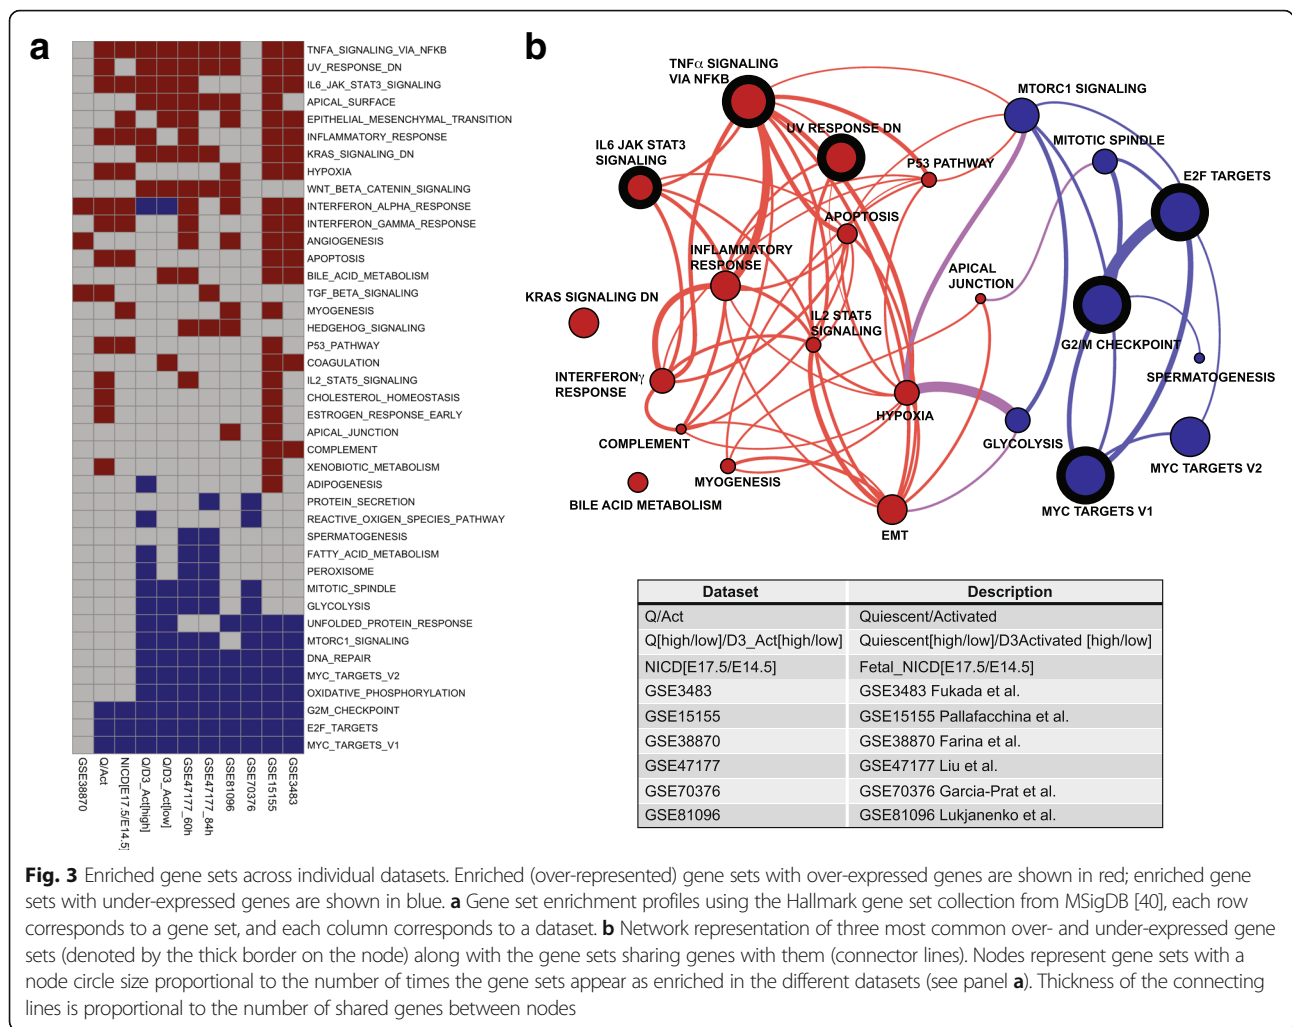 a
TNFA_SIGNALING_VIA_NFKB
UV_RESPONSE_DN
IL6_JAK_STAT3_SIGNALING
APICAL_SURFACE
EPITHELIAL_MESENCHYMAL_TRANSITION
INFLAMMATORY_RESPONSE
KRAS_SIGNALING_DN
HYPOXIA
WNT_BETA_CATENIN_SIGNALING
INTERFERON_ALPHA_RESPONSE
INTERFERON_GAMMA_RESPONSE
ANGIOGENESIS
APOPTOSIS
BILE_ACID_METABOLISM
TGF_BETA_SIGNALING
MYOGENESIS
HEDGEHOG_SIGNALING
P53_PATHWAY
COAGULATION
IL2_STAT5_SIGNALING
CHOLESTEROL_HOMEOSTASIS
ESTROGEN_RESPONSE_EARLY
APICAL_JUNCTION
COMPLEMENT
XENOBIOTIC_METABOLISM
ADIPOGENESIS
PROTEIN_SECRETION
REACTIVE_OXIGEN_SPECIES_PATHWAY
SPERMATOGENESIS
FATTY_ACID_METABOLISM
PEROXISOME
MITOTIC_SPINDLE
GLYCOLYSIS
UNFOLDED_PROTEIN_RESPONSE
MTORC1_SIGNALING
DNA_REPAIR
MYC_TARGETS_V2
OXIDATIVE_PHOSPHORYLATION
G2M_CHECKPOINT
E2F_TARGETS
MYC_TARGETS_V1
GSE38870
Q/Act
NICD[E17.5/E14.5]
Q/D3_Act[high]
Q/D3_Act[low]
GSE47177_60h
GSE47177_84h
GSE81096
GSE70376
GSE15155
GSE3483
b
TNFα SIGNALING
VIA NFKB
MTORC1 SIGNALING
UV RESPONSE DN
MITOTIC SPINDLE
IL6 JAK STAT3
SIGNALING
P53 PATHWAY
E2F TARGETS
APOPTOSIS
INFLAMMATORY
RESPONSE
APICAL
JUNCTION
KRAS SIGNALING DN
IL2 STAT5
SIGNALING
G2/M CHECKPOINT
SPERMATOGENESIS
INTERFERONγ
RESPONSE
HYPOXIA
COMPLEMENT
GLYCOLYSIS
MYC TARGETS V2
MYOGENESIS
BILE ACID METABOLISM
MYC TARGETS V1
EMT
Dataset Description
Q/Act Quiescent/Activated
Q[high/low]/D3_Act[high/low] Quiescent[high/low]/D3Activated [high/low]
NICD[E17.5/E14.5] Fetal_NICD[E17.5/E14.5]
GSE3483 GSE3483 Fukada et al.
GSE15155 GSE15155 Pallafacchina et al.
GSE38870 GSE38870 Farina et al.
GSE47177 GSE47177 Liu et al.
GSE70376 GSE70376 Garcia-Prat et al.
GSE81096 GSE81096 Lukjanenko et al.
Fig. 3 Enriched gene sets across individual datasets. Enriched (over-represented) gene sets with over-expressed genes are shown in red; enriched gene
sets with under-expressed genes are shown in blue. a Gene set enrichment profiles using the Hallmark gene set collection from MSigDB [40], each row
corresponds to a gene set, and each column corresponds to a dataset. b Network representation of three most common over- and under-expressed gene
sets (denoted by the thick border on the node) along with the gene sets sharing genes with them (connector lines). Nodes represent gene sets with a
node circle size proportional to the number of times the gene sets appear as enriched in the different datasets (see panel a). Thickness of the connecting
lines is proportional to the number of shared genes between nodes